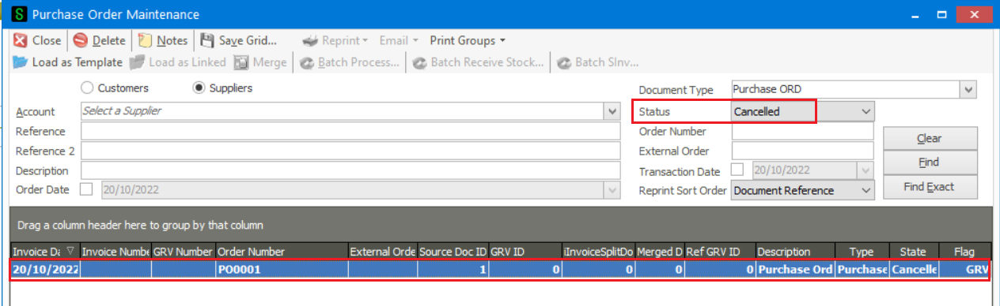 S Purchase Order Maintenance
Close Delete Notes Save Grid... Reprint Email Print Groups
Load as Template Load as Linked Merge Batch Process... Batch Receive Stock... Batch SInv...
Customers Suppliers Document Type Purchase ORD
Account Select a Supplier Status Cancelled
Reference Order Number Clear
Reference 2 External Order Find
Description Transaction Date 20/10/2022
Order Date 20/10/2022 Reprint Sort Order Document Reference Find Exact
Drag a column header here to group by that column
Invoice Da Invoice Numbe GRV Number Order Number External Orde Source Doc ID GRV ID iInvoiceSplitDo Merged D Ref GRV ID Description Type State Flag
20/10/2022 PO0001 1 0 0 0 0 Purchase Ord Purchase Cancelle GRV